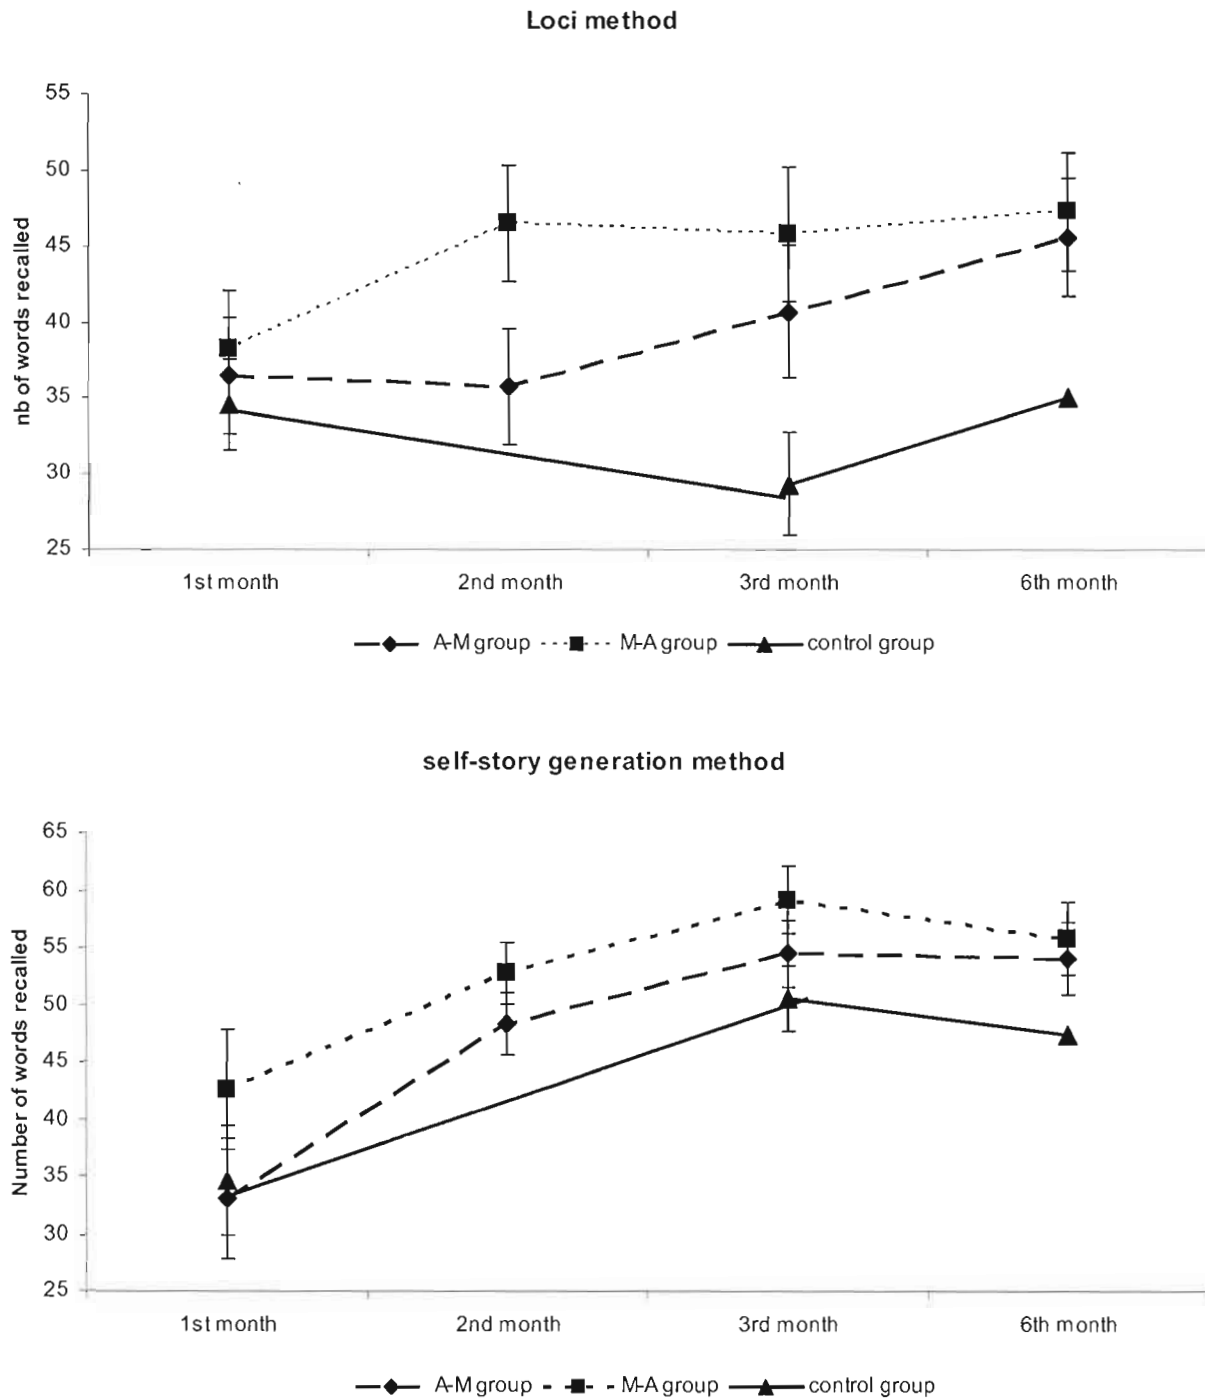 Loci method
55
50
45
40
35
30
25
nb of words recalled
1st month 2nd month 3rd month 6th month
A-M group M-A group control group
self-story generation method
65
60
55
50
45
40
35
30
25
Number of words recalled
1st month 2nd month 3rd month 6th month
A-M group M-A group control group